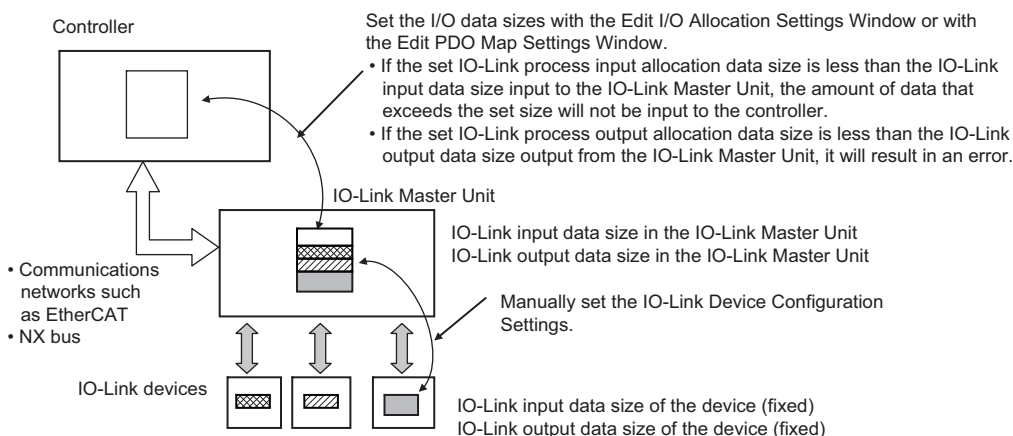 Controller
Set the I/O data sizes with the Edit I/O Allocation Settings Window or with
the Edit PDO Map Settings Window.
• If the set IO-Link process input allocation data size is less than the IO-Link
input data size input to the IO-Link Master Unit, the amount of data that
exceeds the set size will not be input to the controller.
• If the set IO-Link process output allocation data size is less than the IO-Link
output data size output from the IO-Link Master Unit, it will result in an error.
IO-Link Master Unit
IO-Link input data size in the IO-Link Master Unit
IO-Link output data size in the IO-Link Master Unit
• Communications
networks such
as EtherCAT
• NX bus
Manually set the IO-Link Device Configuration
Settings.
IO-Link devices
IO-Link input data size of the device (fixed)
IO-Link output data size of the device (fixed)